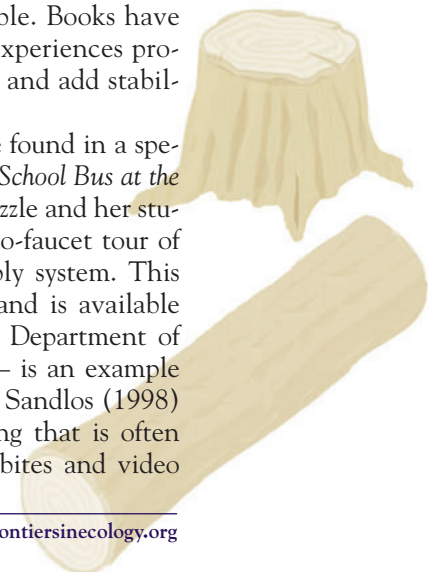 ble. Books have
xperiences pro-
and add stabil-
found in a spe-
School Bus at the
zzle and her stu-
o-faucet tour of
ly system. This
and is available
Department of
– is an example
Sandlos (1998)
ng that is often
bites and video
ontiersinecology.org